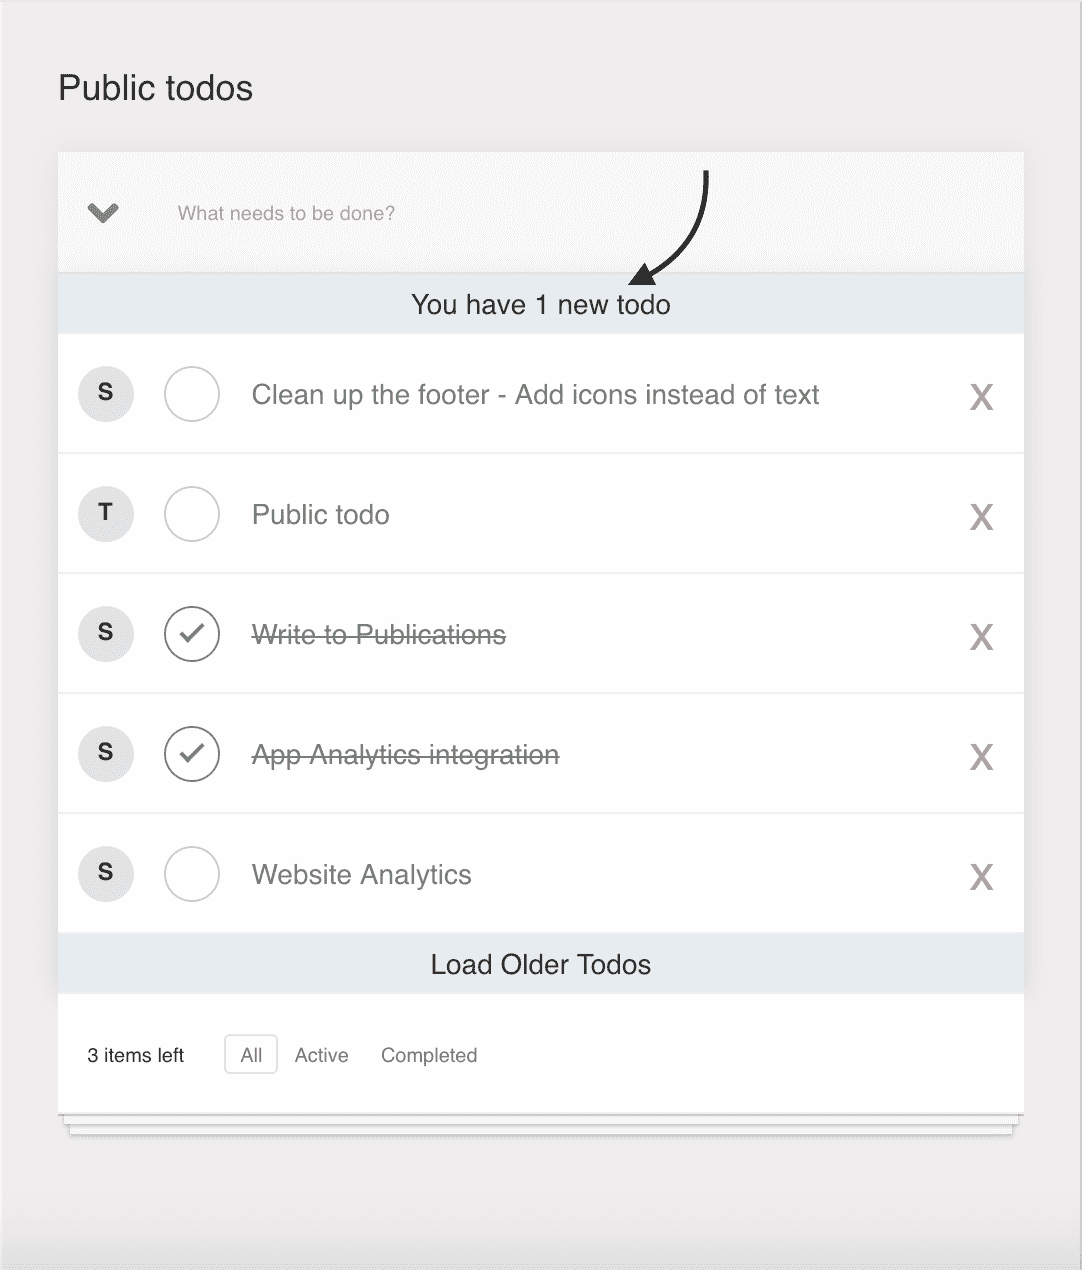 Public todos
What needs to be done?
You have 1 new todo
S Clean up the footer - Add icons instead of text X
T Public todo X
S Write to Publications X
S App Analytics integration X
S Website Analytics X
Load Older Todos
3 items left All Active Completed